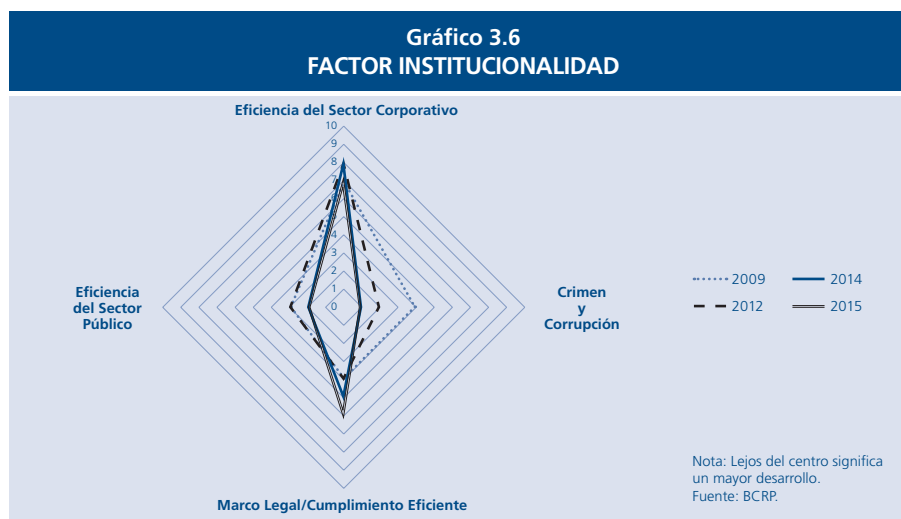 Gráfico 3.6
FACTOR INSTITUCIONALIDAD
Eficiencia del Sector Corporativo
10
9
8
7
6
5
4
3
2
1
0
Eficiencia
del Sector
Público
Crimen
y
Corrupción
2009
2014
2012
2015
Marco Legal/Cumplimiento Eficiente
Nota: Lejos del centro significa
un mayor desarrollo.
Fuente: BCRP.